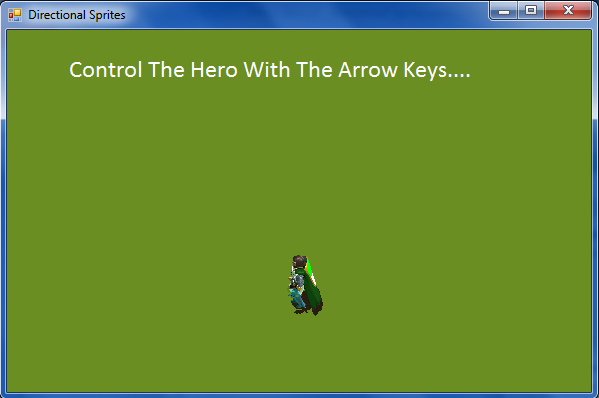 Directional Sprites
Control The Hero With The Arrow Keys....